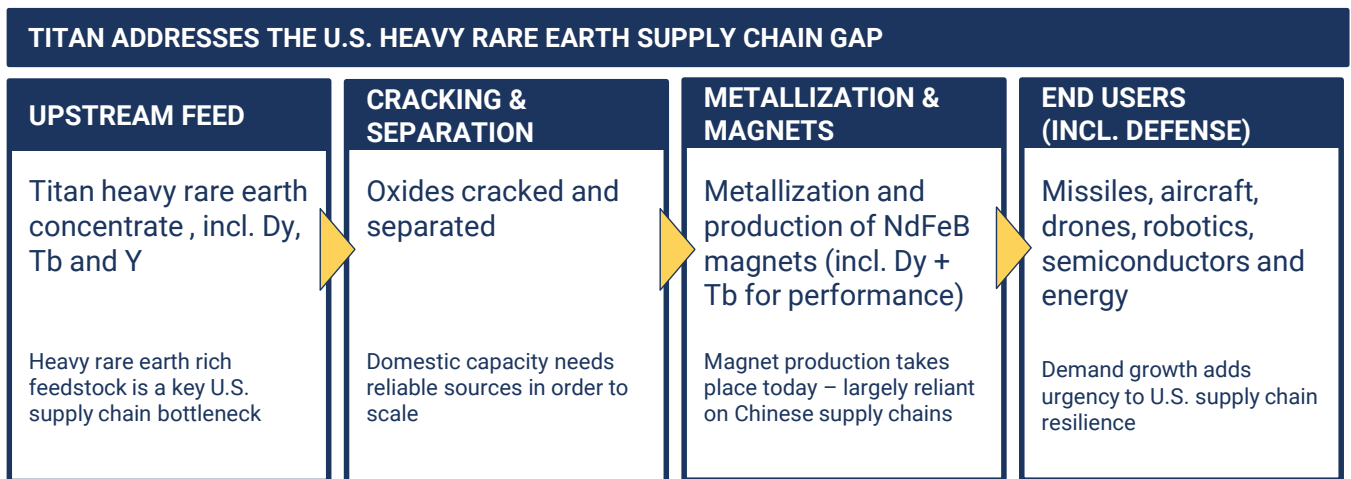 TITAN ADDRESSES THE U.S. HEAVY RARE EARTH SUPPLY CHAIN GAP
UPSTREAM FEED
Titan heavy rare earth
concentrate , incl. Dy,
Tb and Y
Heavy rare earth rich
feedstock is a key U.S.
supply chain bottleneck
CRACKING &
SEPARATION
Oxides cracked and
separated
Domestic capacity needs
reliable sources in order to
scale
METALLIZATION &
MAGNETS
Metallization and
production of NdFeB
magnets (incl. Dy +
Tb for performance)
Magnet production takes
place today – largely reliant
on Chinese supply chains
END USERS
(INCL. DEFENSE)
Missiles, aircraft,
drones, robotics,
semiconductors and
energy
Demand growth adds
urgency to U.S. supply chain
resilience